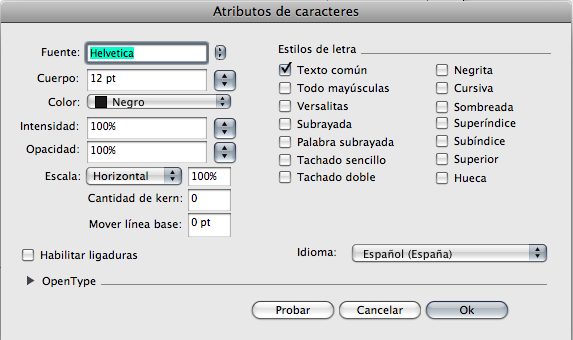 Atributos de caracteres
Fuente: Helvetica
Cuerpo: 12 pt
Color: Negro
Intensidad: 100%
Opacidad: 100%
Escala: Horizontal 100%
Cantidad de kern: 0
Mover línea base: 0 pt
Habilitar ligaduras
OpenType
Estilos de letra
Texto común
Todo mayúsculas
Versalitas
Subrayada
Palabra subrayada
Tachado sencillo
Tachado doble
Negrita
Cursiva
Sombreada
Superíndice
Subíndice
Superior
Hueca
Idioma: Español (España)
Probar
Cancelar
Ok